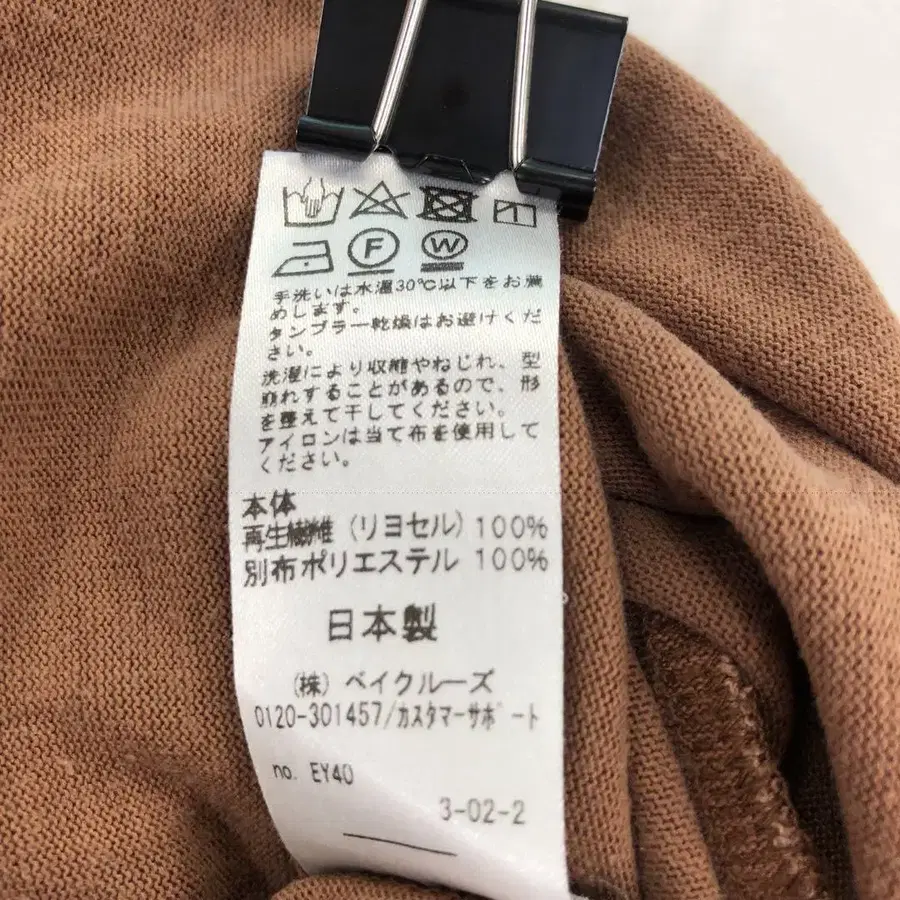 F W
手洗いは水温30℃以下をお薦
めします。
タンブラー乾燥はお避けくだ
さい。
洗濯により収縮やねじれ、型
崩れすることがあるので、形
を整えて干してください。
アイロンは当て布を使用して
ください。
本体
再生繊維 (リヨセル) 100%
別布ポリエステル 100%
日本製
(株) ベイクルーズ
0120-301457/カスタマーサポート
no. EY40
3-02-2